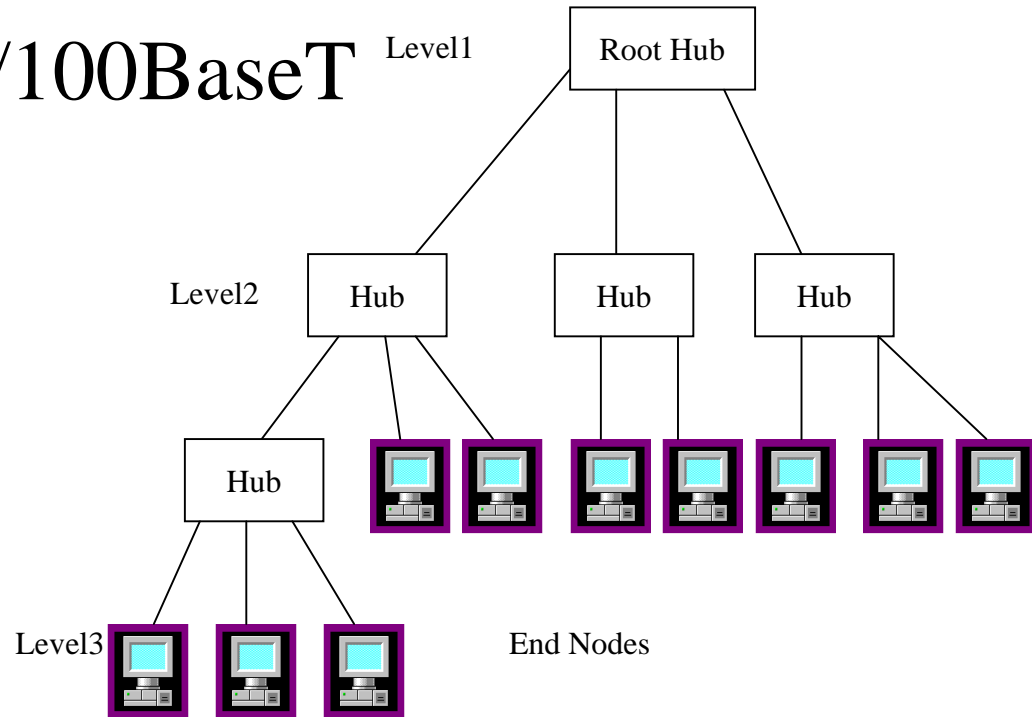 /100BaseT
Level1
Root Hub
Level2
Hub
Hub
Hub
Hub
Level3
End Nodes